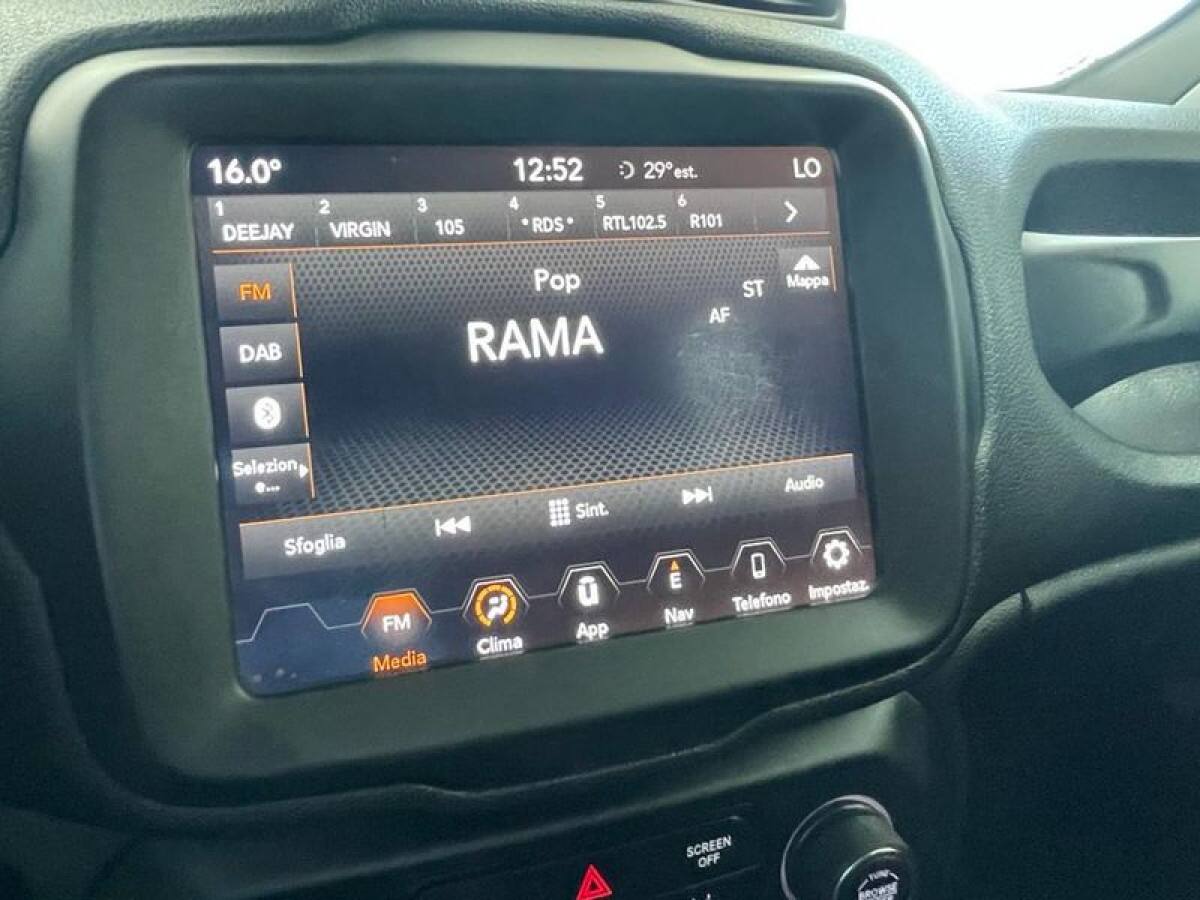 16.0° 12:52 29°est. LO
1 2 3 4 5 6
DEEJAY VIRGIN 105 *RDS* RTL102.5 R101
FM Pop Mappa
ST
AF
DAB RAMA
Selezion
e...
Sfoglia Sint. Audio
FM E
Media Clima App Nav Telefono Impostaz.
SCREEN
OFF
BROWSE